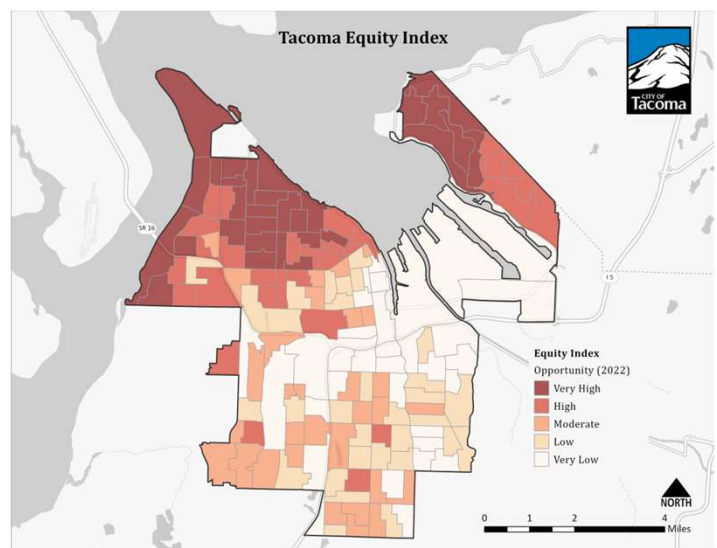 Tacoma Equity Index
CITY OF
Tacoma
SR 16
I 5
Equity Index
Opportunity (2022)
Very High
High
Moderate
Low
Very Low
NORTH
0 1 2 4
Miles